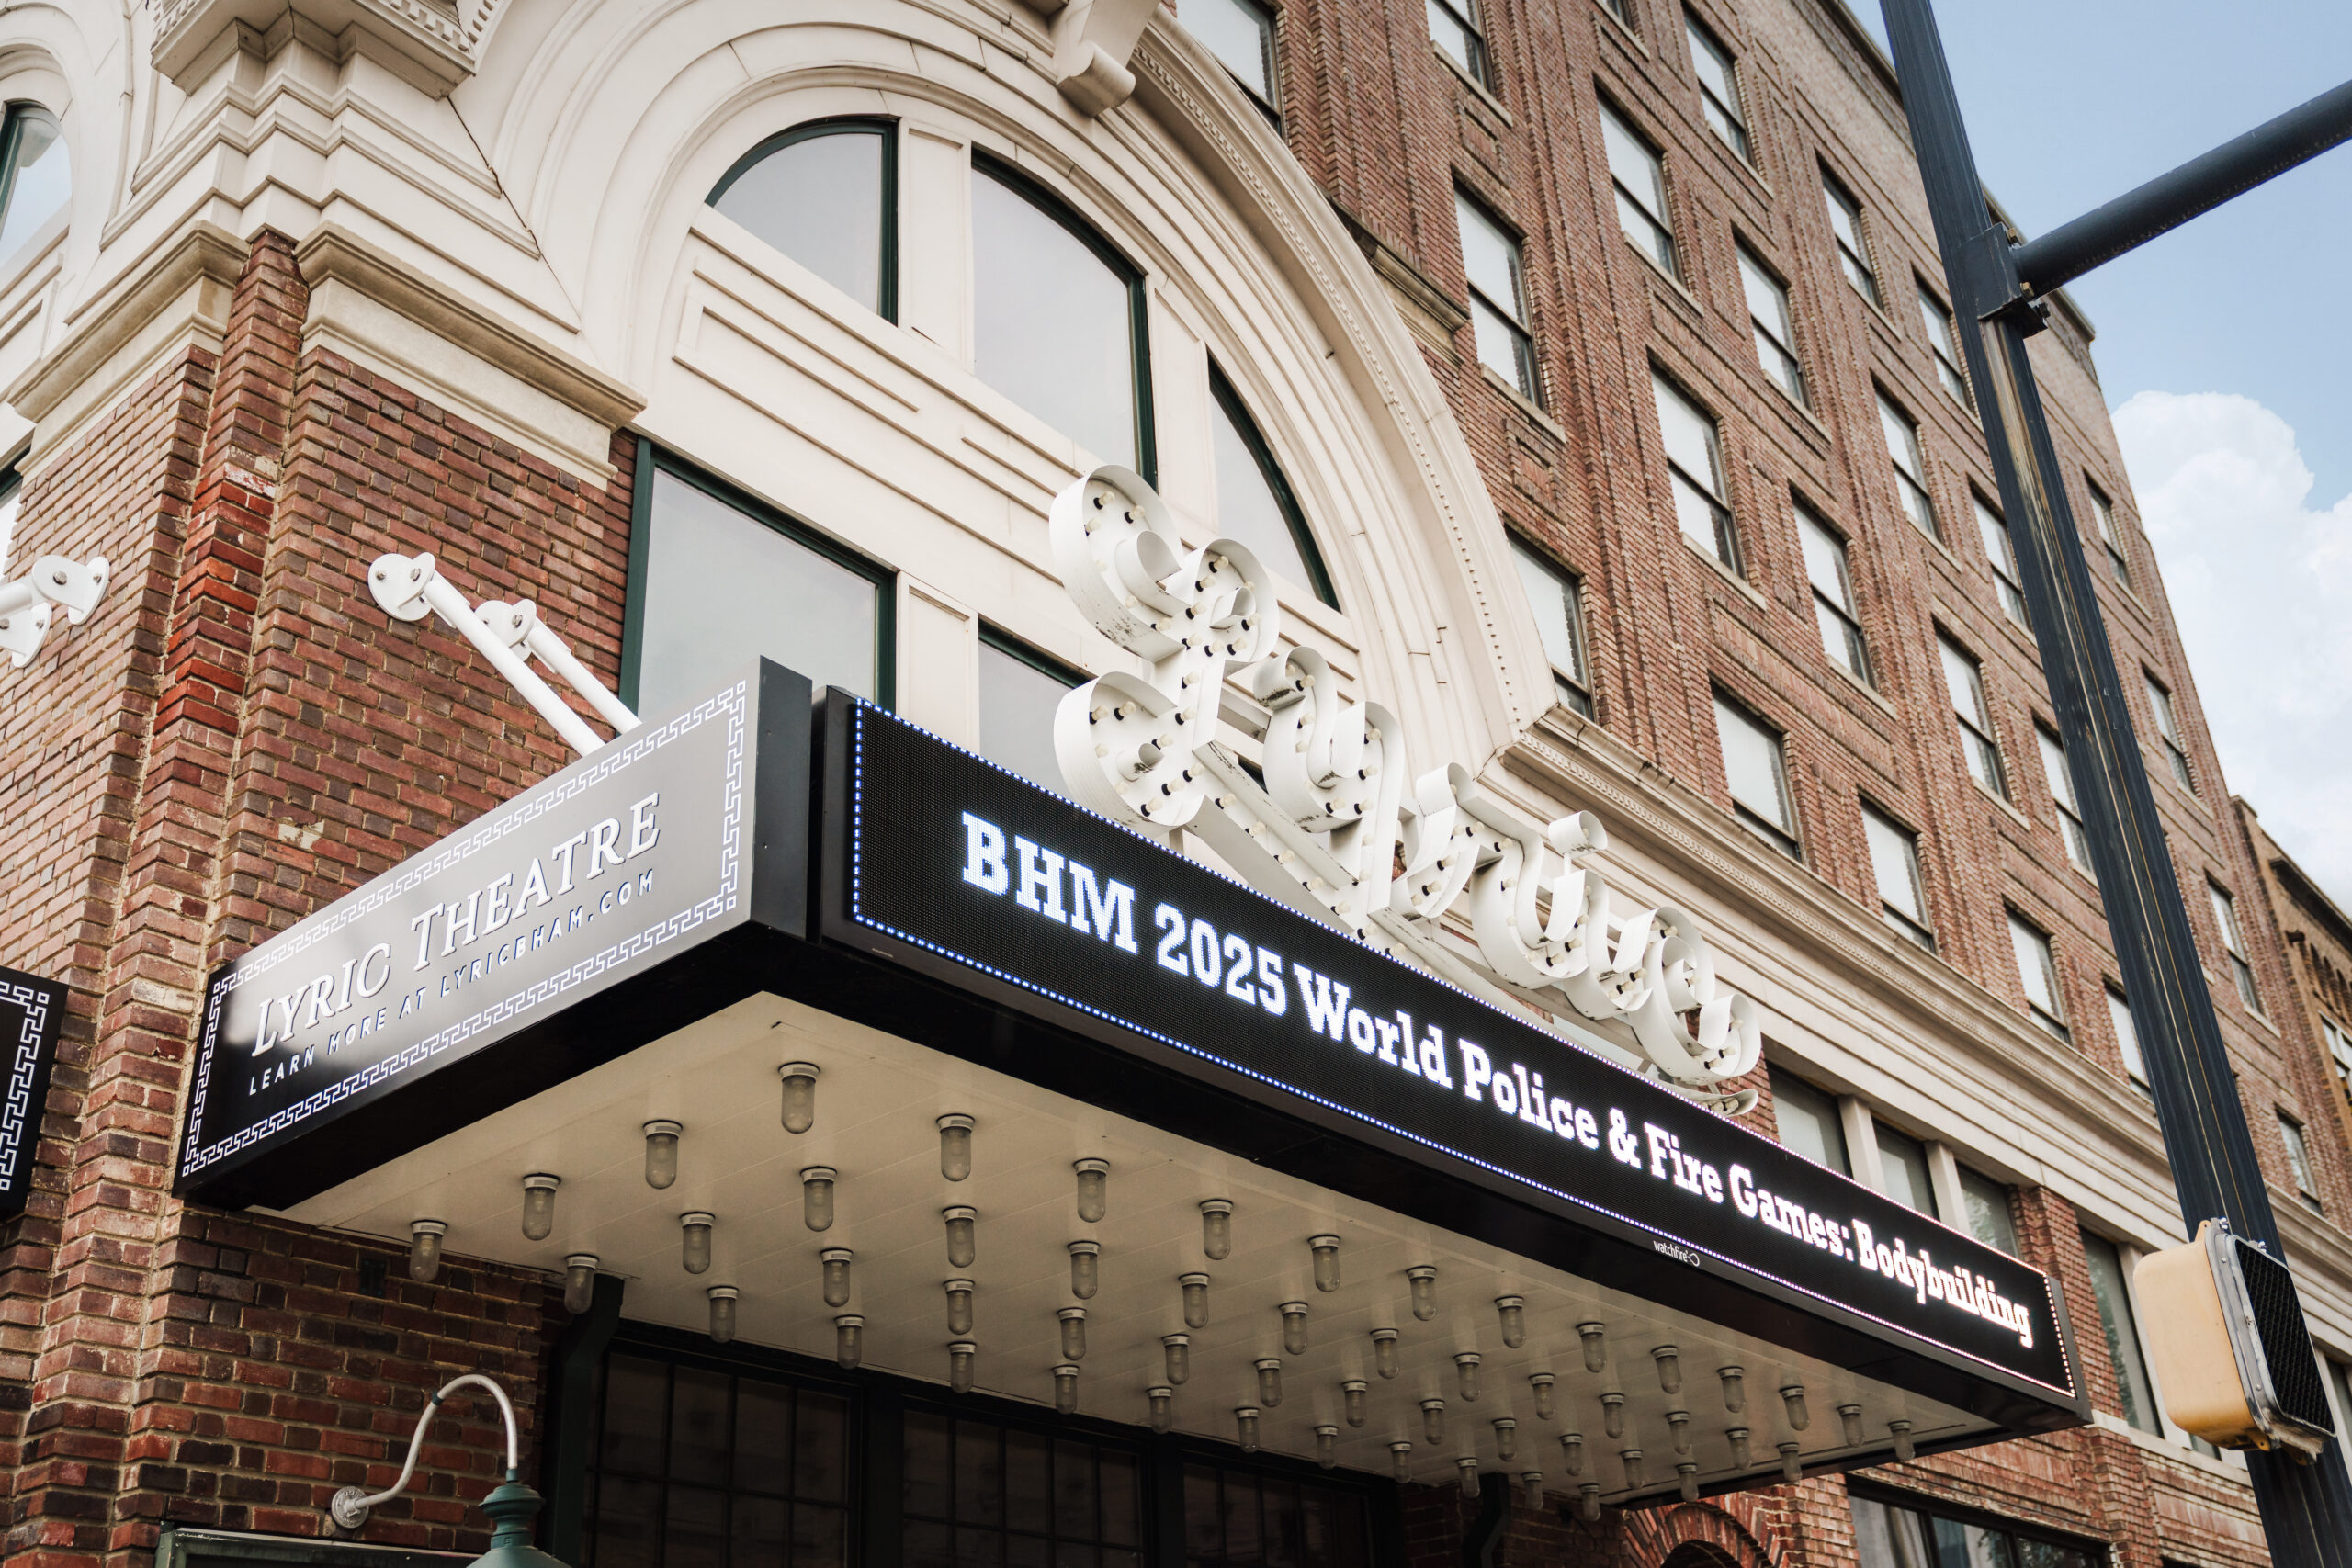 Lyric
LYRIC THEATRE
LEARN MORE AT LYRICBHAM.COM
BHM 2025 World Police & Fire Games: Bodybuilding
watchfire